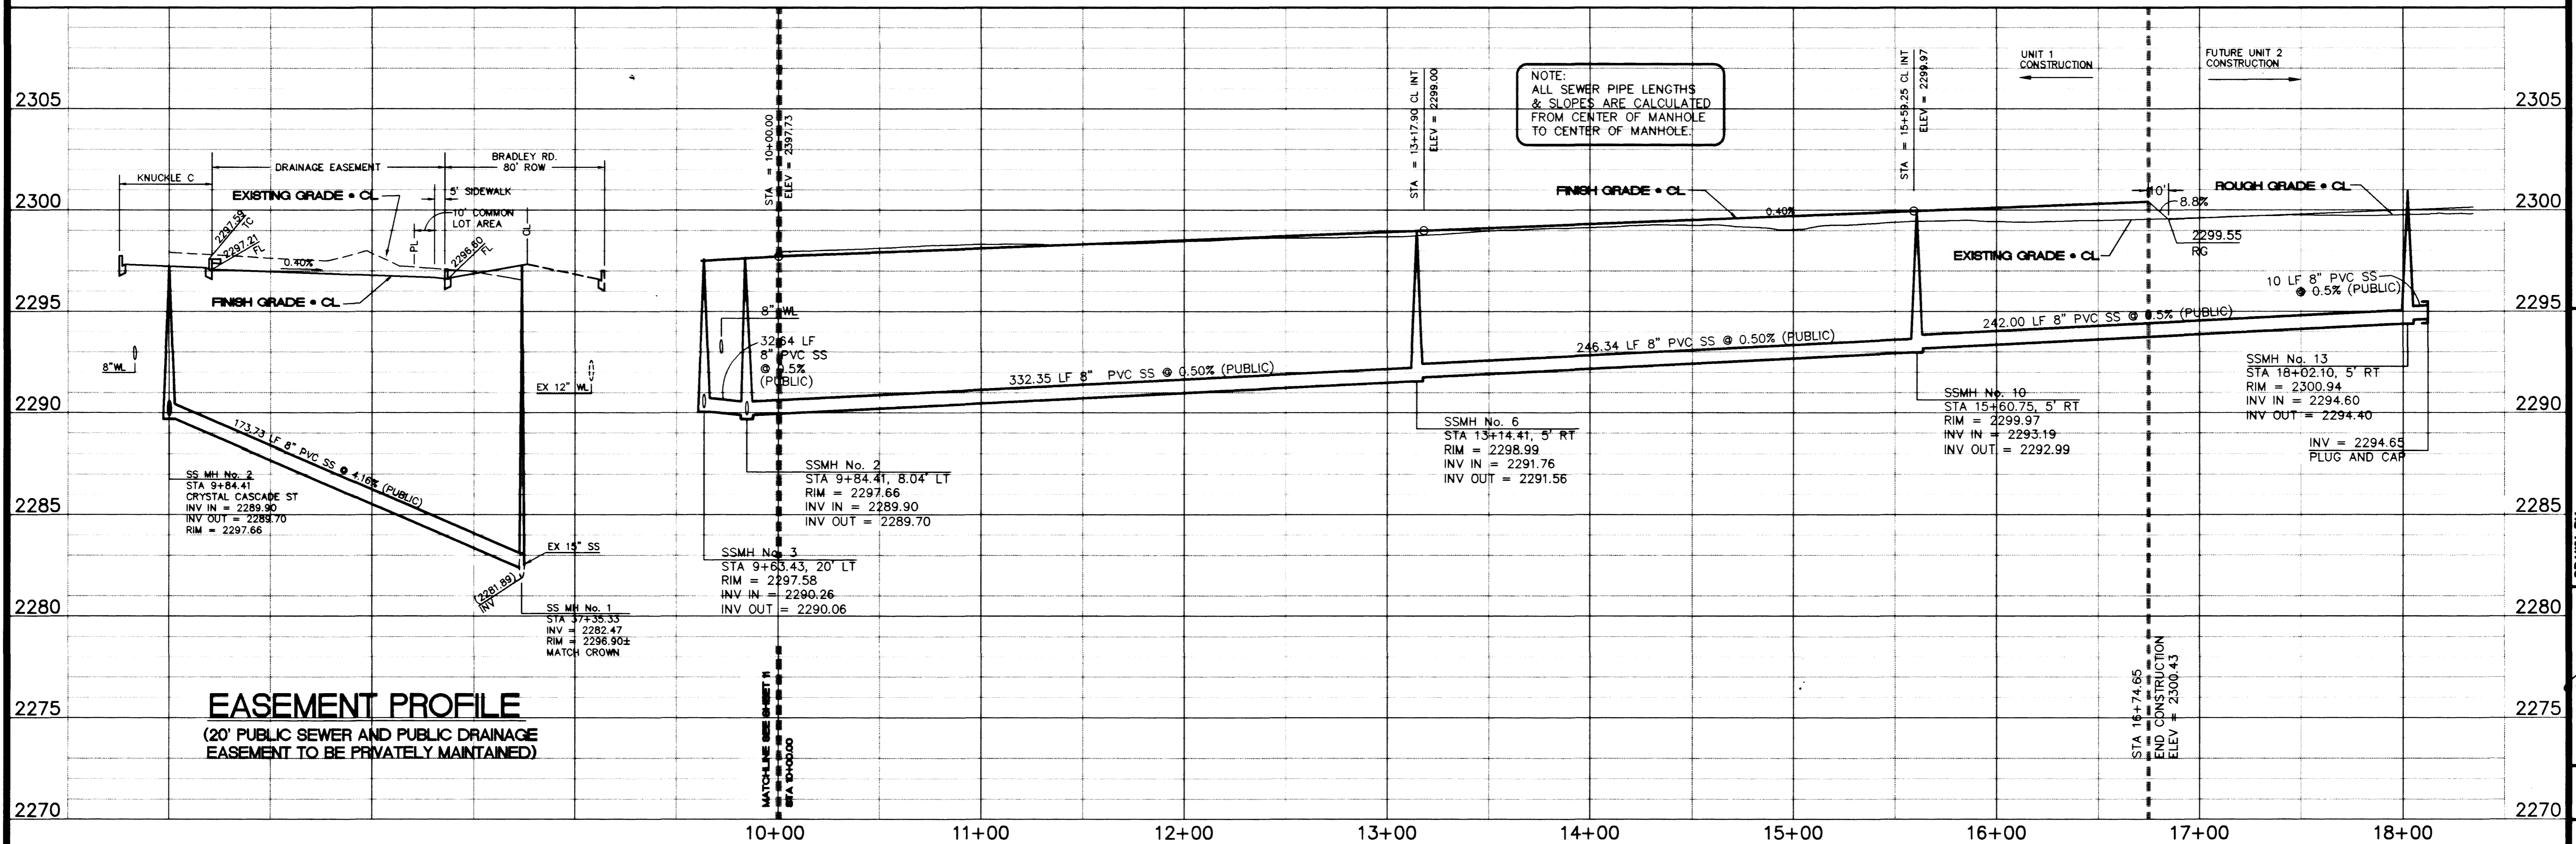 2305
2300
2295
2290
2285
2280
2275
2270
KNUCKLE C
DRAINAGE EASEMENT
BRADLEY RD.
80' ROW
EXISTING GRADE • CL
5' SIDEWALK
10' COMMON
LOT AREA
PL
CL
2297.59
TC
2297.21
FL
2296.60
FL
0.40%
FINISH GRADE • CL
8"WL
EX 12" WL
173.73 LF 8" PVC SS @ 4.16% (PUBLIC)
SS MH No. 2
STA 9+84.41
CRYSTAL CASCADE ST
INV IN = 2289.90
INV OUT = 2289.70
RIM = 2297.66
EX 15" SS
(2281.89)
INV
SS MH No. 1
STA 37+35.33
INV = 2282.47
RIM = 2296.90±
MATCH CROWN
EASEMENT PROFILE
(20' PUBLIC SEWER AND PUBLIC DRAINAGE
EASEMENT TO BE PRIVATELY MAINTAINED)
STA = 10+00.00
ELEV = 2397.73
8" WL
32.64 LF
8" PVC SS
@ 0.5%
(PUBLIC)
332.35 LF 8" PVC SS @ 0.50% (PUBLIC)
SSMH No. 2
STA 9+84.41, 8.04' LT
RIM = 2297.66
INV IN = 2289.90
INV OUT = 2289.70
SSMH No. 3
STA 9+63.43, 20' LT
RIM = 2297.58
INV IN = 2290.26
INV OUT = 2290.06
MATCHLINE SEE SHEET 11
STA 10+00.00
STA = 13+17.90 CL INT
ELEV = 2299.00
NOTE:
ALL SEWER PIPE LENGTHS
& SLOPES ARE CALCULATED
FROM CENTER OF MANHOLE
TO CENTER OF MANHOLE.
FINISH GRADE • CL
0.40%
STA = 15+59.25 CL INT
ELEV = 2299.97
246.34 LF 8" PVC SS @ 0.50% (PUBLIC)
SSMH No. 6
STA 13+14.41, 5' RT
RIM = 2298.99
INV IN = 2291.76
INV OUT = 2291.56
UNIT 1
CONSTRUCTION
FUTURE UNIT 2
CONSTRUCTION
10'
8.8%
ROUGH GRADE • CL
2299.55
RG
EXISTING GRADE • CL
242.00 LF 8" PVC SS @ 0.5% (PUBLIC)
10 LF 8" PVC SS
@ 0.5% (PUBLIC)
SSMH No. 10
STA 15+60.75, 5' RT
RIM = 2299.97
INV IN = 2293.19
INV OUT = 2292.99
SSMH No. 13
STA 18+02.10, 5' RT
RIM = 2300.94
INV IN = 2294.60
INV OUT = 2294.40
INV = 2294.65
PLUG AND CAP
STA 16+74.65
END CONSTRUCTION
ELEV = 2300.43
2305
2300
2295
2290
2285
2280
2275
2270
10+00
11+00
12+00
13+00
14+00
15+00
16+00
17+00
18+00